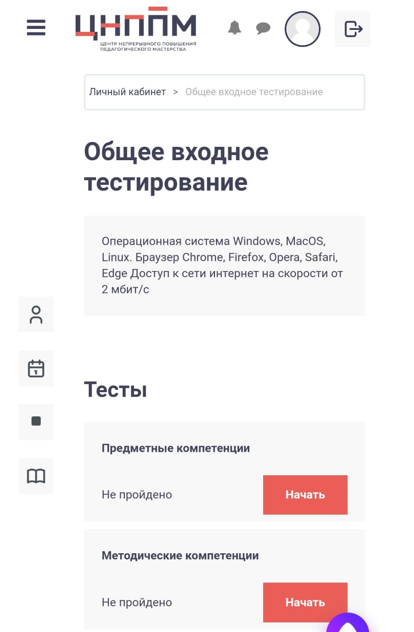 ЦНППМ
ЦЕНТР НЕПРЕРЫВНОГО ПОВЫШЕНИЯ
ПЕДАГОГИЧЕСКОГО МАСТЕРСТВА
Личный кабинет > Общее входное тестирование
Общее входное
тестирование
Операционная система Windows, MacOS,
Linux. Браузер Chrome, Firefox, Opera, Safari,
Edge Доступ к сети интернет на скорости от
2 мбит/с
Тесты
Предметные компетенции
Не пройдено Начать
Методические компетенции
Не пройдено Начать